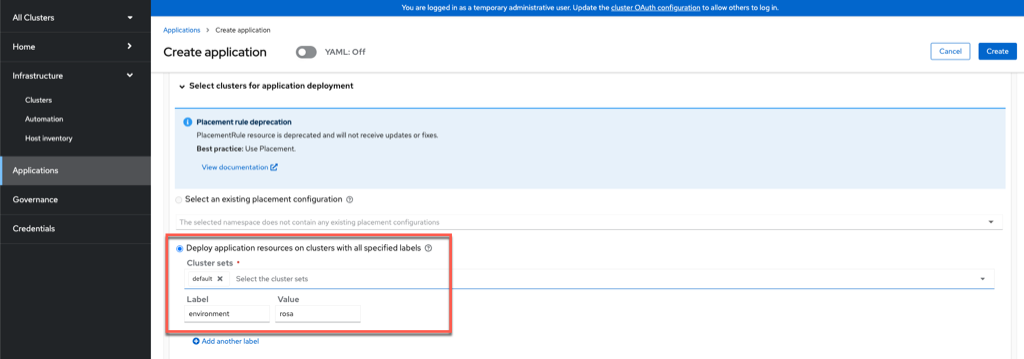 You are logged in as a temporary administrative user. Update the cluster OAuth configuration to allow others to log in.
All Clusters
Home
Infrastructure
Clusters
Automation
Host inventory
Applications
Governance
Credentials
Applications > Create application
Create application
YAML: Off
Cancel
Create
Select clusters for application deployment
Placement rule deprecation
PlacementRule resource is deprecated and will not receive updates or fixes.
Best practice: Use Placement.
View documentation
Select an existing placement configuration
The selected namespace does not contain any existing placement configurations
Deploy application resources on clusters with all specified labels
Cluster sets *
default Select the cluster sets
Label Value
environment rosa
Add another label